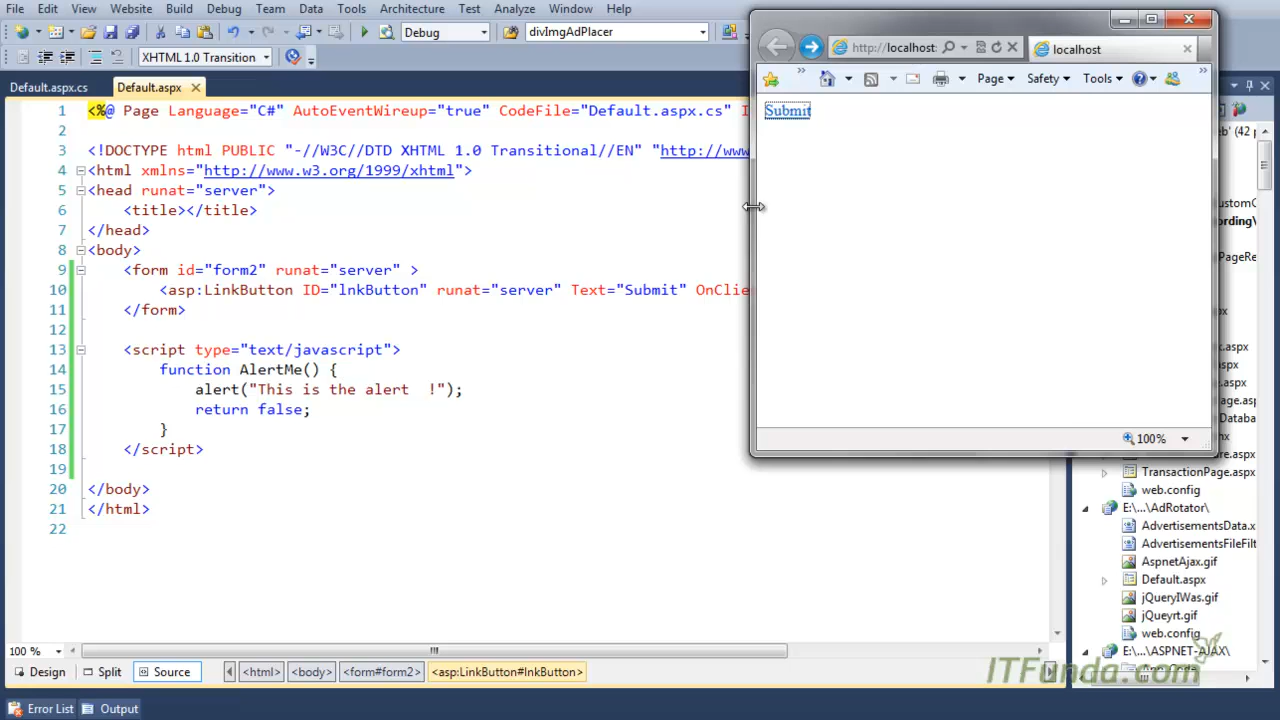 File Edit View Website Build Debug Team Data Tools Architecture Test Analyze Window Help
Debug divImgAdPlacer
XHTML 1.0 Transition
Default.aspx.cs Default.aspx
1 <%@ Page Language="C#" AutoEventWireup="true" CodeFile="Default.aspx.cs" I
2
3 <!DOCTYPE html PUBLIC "-//W3C//DTD XHTML 1.0 Transitional//EN" "http://www
4 <html xmlns="http://www.w3.org/1999/xhtml">
5 <head runat="server">
6 <title></title>
7 </head>
8 <body>
9 <form id="form2" runat="server" >
10 <asp:LinkButton ID="lnkButton" runat="server" Text="Submit" OnClie
11 </form>
12
13 <script type="text/javascript">
14 function AlertMe() {
15 alert("This is the alert  !");
16 return false;
17 }
18 </script>
19
20 </body>
21 </html>
22
http://localhost: localhost
Page Safety Tools
Submit
100%
TransactionPage.aspx
web.config
E:\...\AdRotator\
AdvertisementsData.x
AdvertisementsFileFilt
AspnetAjax.gif
Default.aspx
jQueryIWas.gif
jQueyrt.gif
web.config
E:\...\ASPNET-AJAX\
App_Code
100 %
Design Split Source <html> <body> <form#form2> <asp:LinkButton#lnkButton>
ITFunda.com
Error List Output